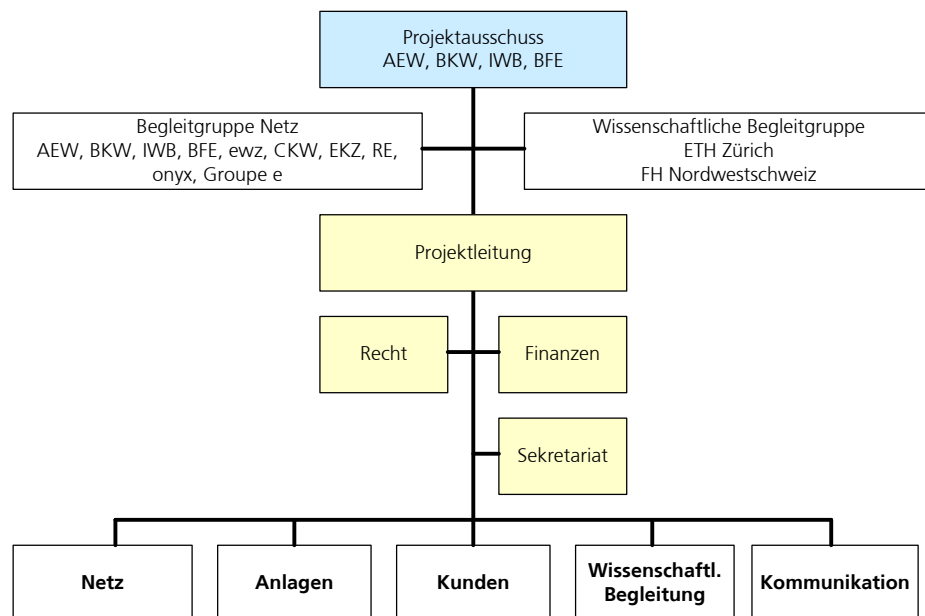 Projektausschuss
AEW, BKW, IWB, BFE
Begleitgruppe Netz
AEW, BKW, IWB, BFE, ewz, CKW, EKZ, RE,
onyx, Groupe e
Wissenschaftliche Begleitgruppe
ETH Zürich
FH Nordwestschweiz
Projektleitung
Recht
Finanzen
Sekretariat
Netz
Anlagen
Kunden
Wissenschaftl.
Begleitung
Kommunikation